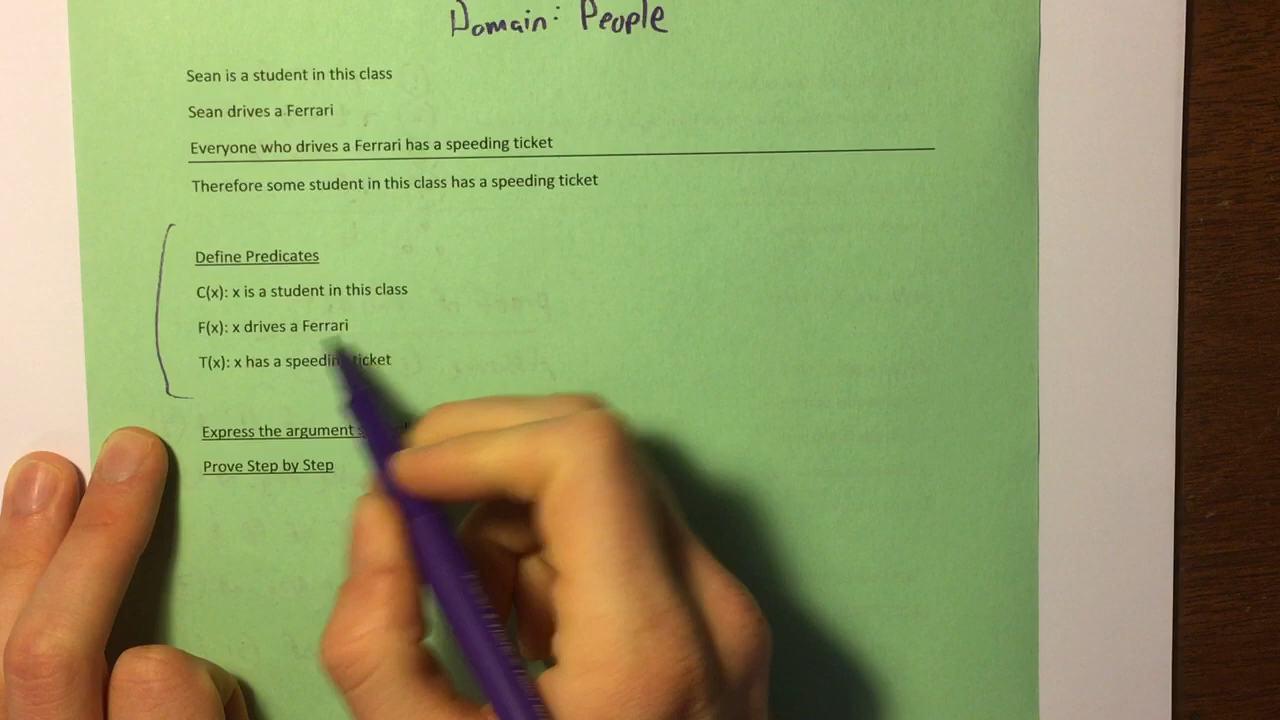 Domain: People
Sean is a student in this class
Sean drives a Ferrari
Everyone who drives a Ferrari has a speeding ticket
Therefore some student in this class has a speeding ticket
Define Predicates
C(x): x is a student in this class
F(x): x drives a Ferrari
T(x): x has a speeding ticket
Express the argument
Prove Step by Step